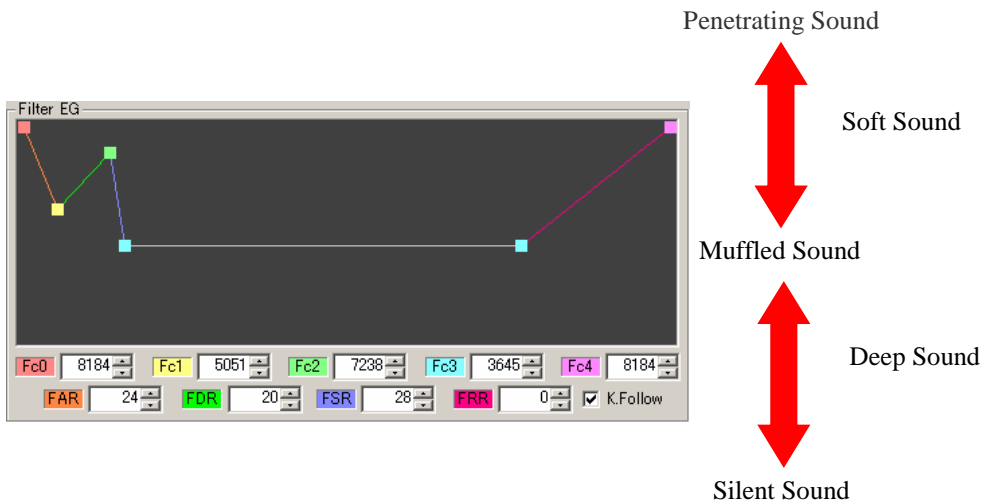 Penetrating Sound
Filter EG
Soft Sound
Muffled Sound
Fc0 8184 Fc1 5051 Fc2 7238 Fc3 3645 Fc4 8184
Deep Sound
FAR 24 FDR 20 FSR 28 FRR 0 K.Follow
Silent Sound